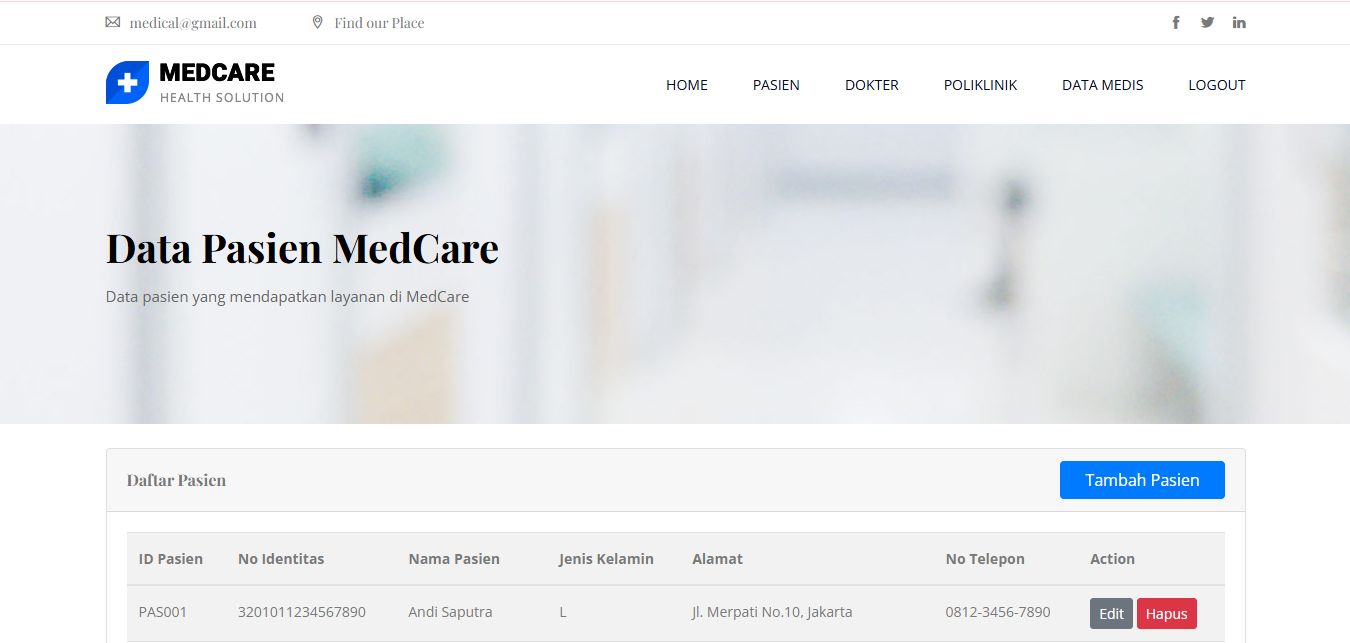 medical@gmail.com Find our Place
MEDCARE
HEALTH SOLUTION
HOME PASIEN DOKTER POLIKLINIK DATA MEDIS LOGOUT
Data Pasien MedCare
Data pasien yang mendapatkan layanan di MedCare
Daftar Pasien Tambah Pasien
ID Pasien No Identitas Nama Pasien Jenis Kelamin Alamat No Telepon Action
PAS001 3201011234567890 Andi Saputra L Jl. Merpati No.10, Jakarta 0812-3456-7890 Edit Hapus